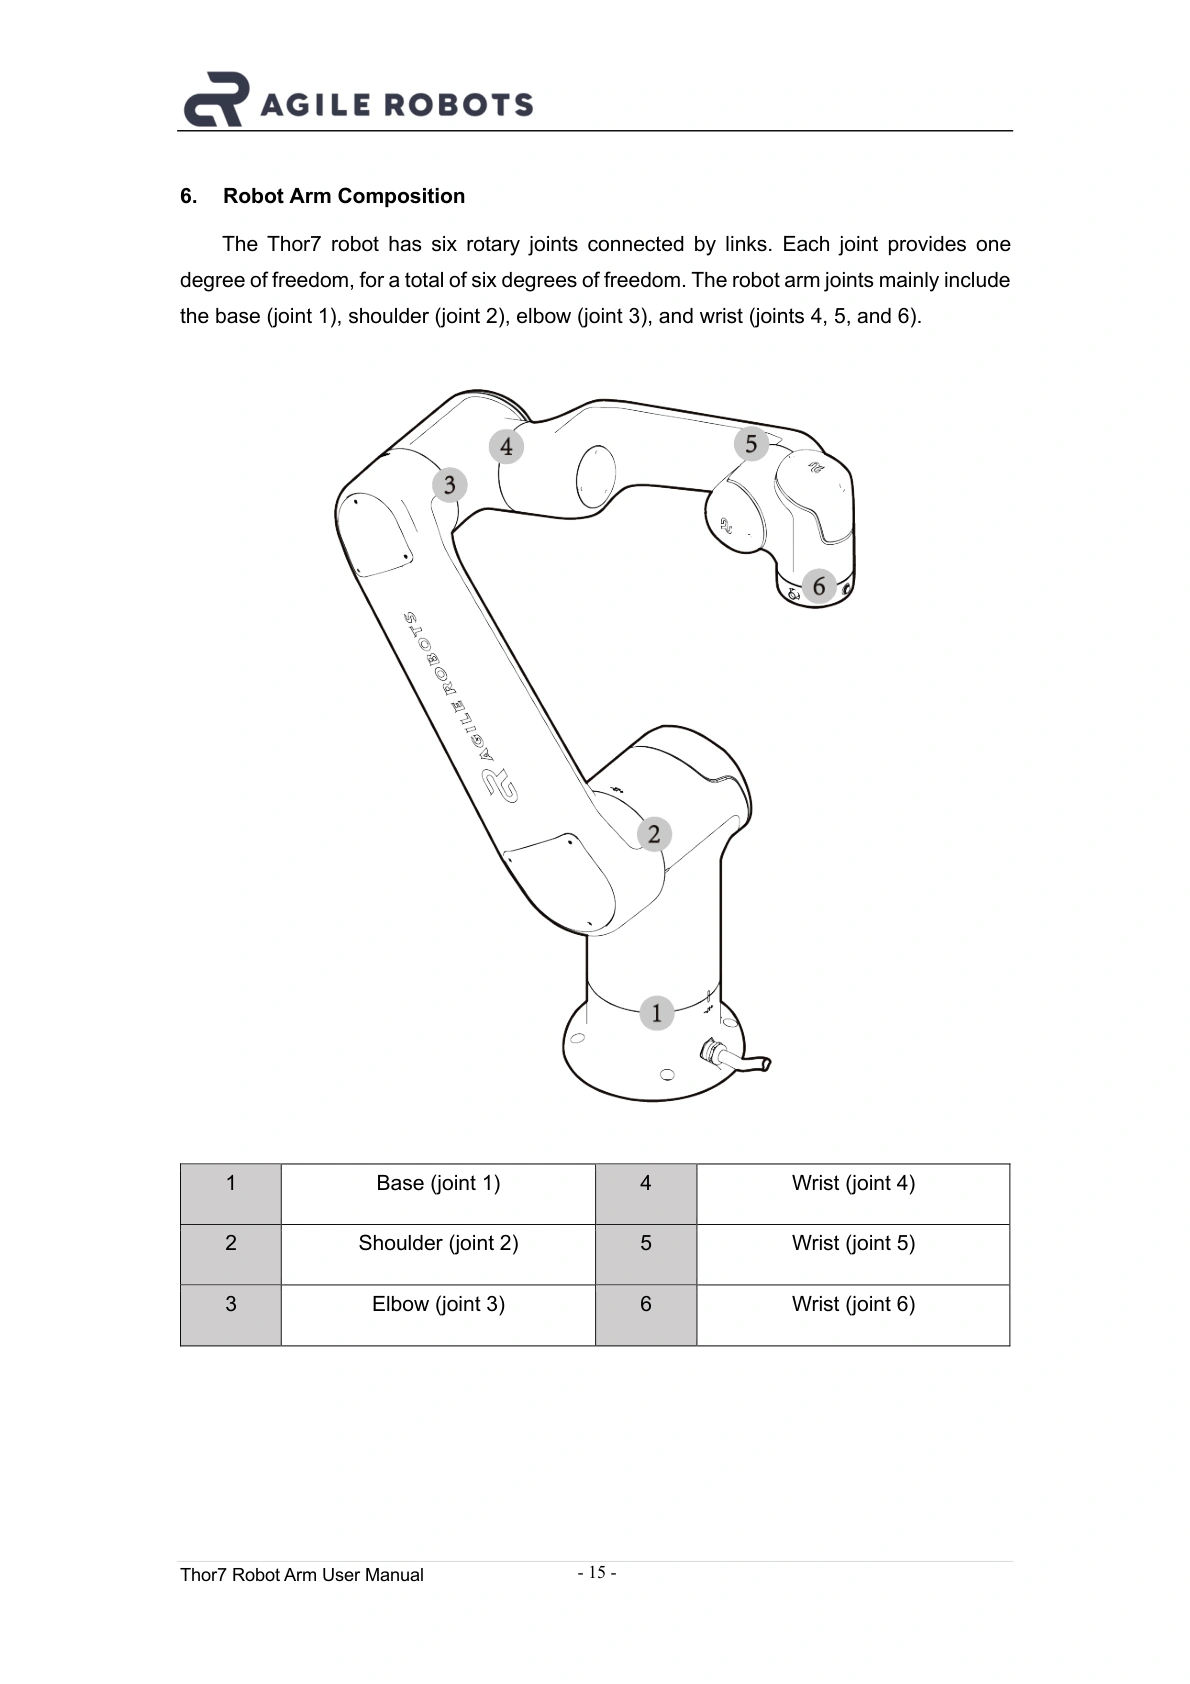 AGILE ROBOTS
6. Robot Arm Composition
The Thor7 robot has six rotary joints connected by links. Each joint provides one
degree of freedom, for a total of six degrees of freedom. The robot arm joints mainly include
the base (joint 1), shoulder (joint 2), elbow (joint 3), and wrist (joints 4, 5, and 6).
4
5
3
6
AGILE ROBOTS
2
1
1 Base (joint 1) 4 Wrist (joint 4)
2 Shoulder (joint 2) 5 Wrist (joint 5)
3 Elbow (joint 3) 6 Wrist (joint 6)
Thor7 Robot Arm User Manual - 15 -